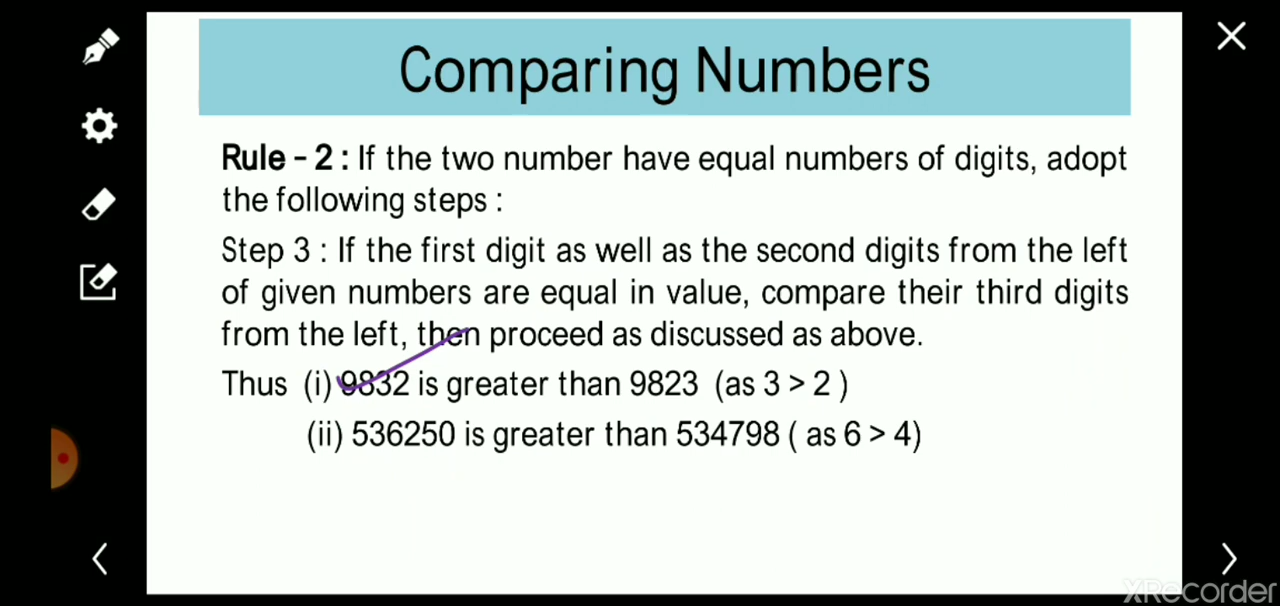 Comparing Numbers
Rule - 2 : If the two number have equal numbers of digits, adopt
the following steps :
Step 3 : If the first digit as well as the second digits from the left
of given numbers are equal in value, compare their third digits
from the left, then proceed as discussed as above.
Thus (i) 9832 is greater than 9823 (as 3 > 2 )
(ii) 536250 is greater than 534798 ( as 6 > 4)
XRecorder